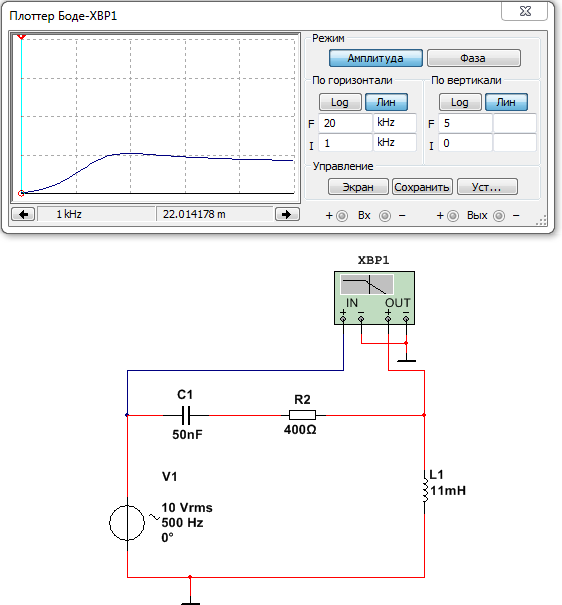 Плоттер Боде-XBP1
Режим
Амплитуда Фаза
По горизонтали По вертикали
Log Лин Log Лин
F 20 kHz F 5
I 1 kHz I 0
Управление
Экран Сохранить Уст...
1 kHz 22.014178 m
+ Вх − + Вых −
XBP1
IN OUT
+ − + −
C1
50nF
R2
400Ω
V1
10 Vrms
500 Hz
0°
L1
11mH